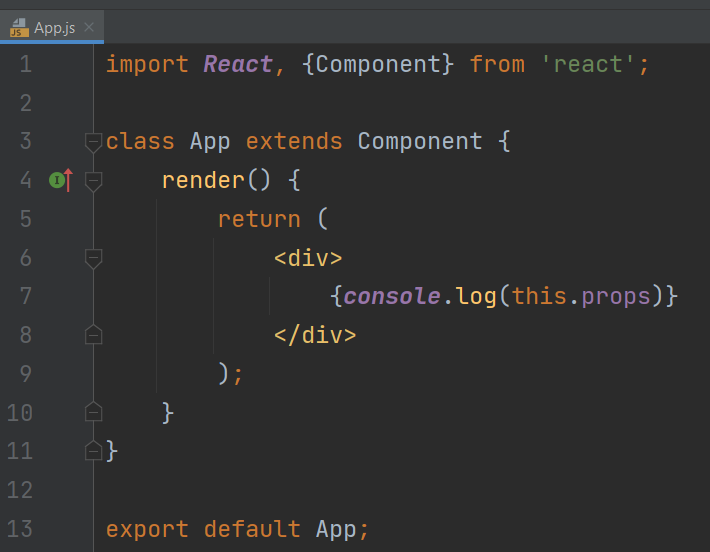 App.js
1 import React, {Component} from 'react';
2
3 class App extends Component {
4 render() {
5 return (
6 <div>
7 {console.log(this.props)}
8 </div>
9 );
10 }
11 }
12
13 export default App;